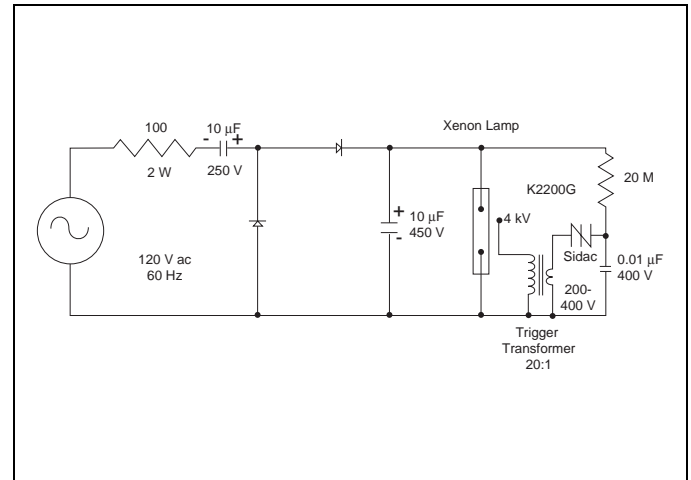 100
2 W
- 10 μF +
250 V
120 V ac
60 Hz
+
10 μF
450 V
-
Xenon Lamp
4 kV
K2200G
Sidac
20 M
0.01 μF
400 V
200-
400 V
Trigger
Transformer
20:1